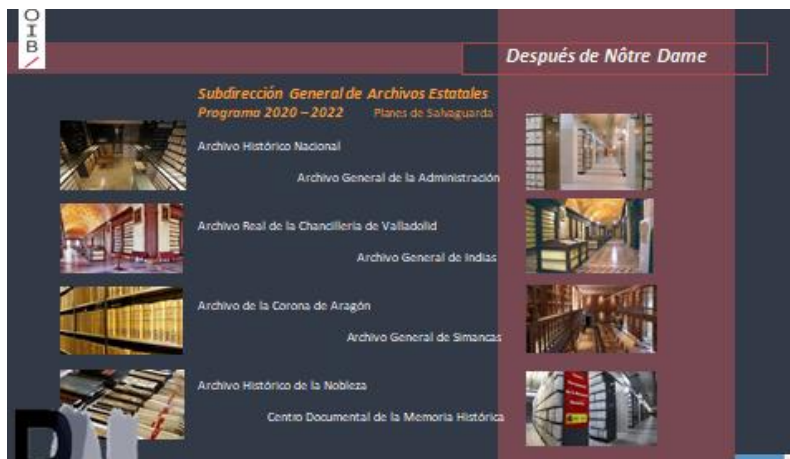 OIB/
Después de Nôtre Dame
Subdirección General de Archivos Estatales
Programa 2020 – 2022 Planes de Salvaguarda
Archivo Histórico Nacional
Archivo General de la Administración
Archivo Real de la Chancillería de Valladolid
Archivo General de Indias
Archivo de la Corona de Aragón
Archivo General de Simancas
Archivo Histórico de la Nobleza
Centro Documental de la Memoria Histórica